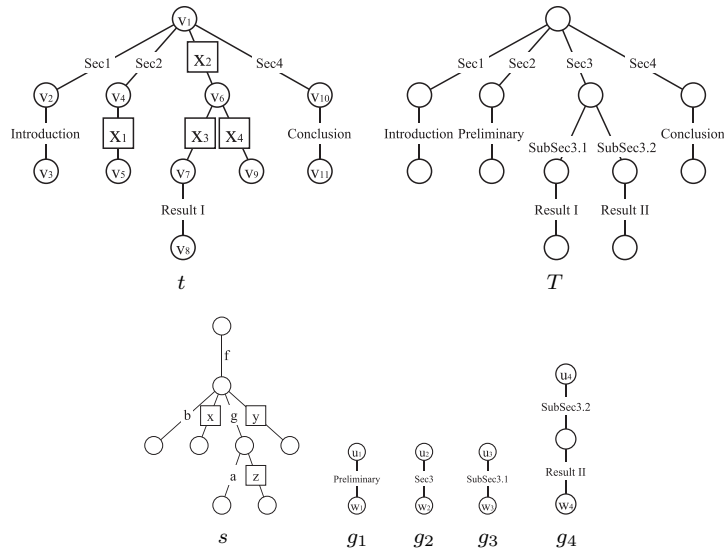 V1 
Sec1 Sec2 X2 Sec4
V2 V4 V6 V10
Introduction X1 X3 X4 Conclusion
V3 V5 V7 V9 V11
Result I
V8
t
Sec1 Sec2 Sec3 Sec4
Introduction Preliminary SubSec3.1 SubSec3.2 Conclusion
Result I Result II
T
f
b x g y
a z
s
u1 u2 u3 u4
Preliminary Sec3 SubSec3.1 SubSec3.2
Result II
w1 w2 w3 w4
g1 g2 g3 g4